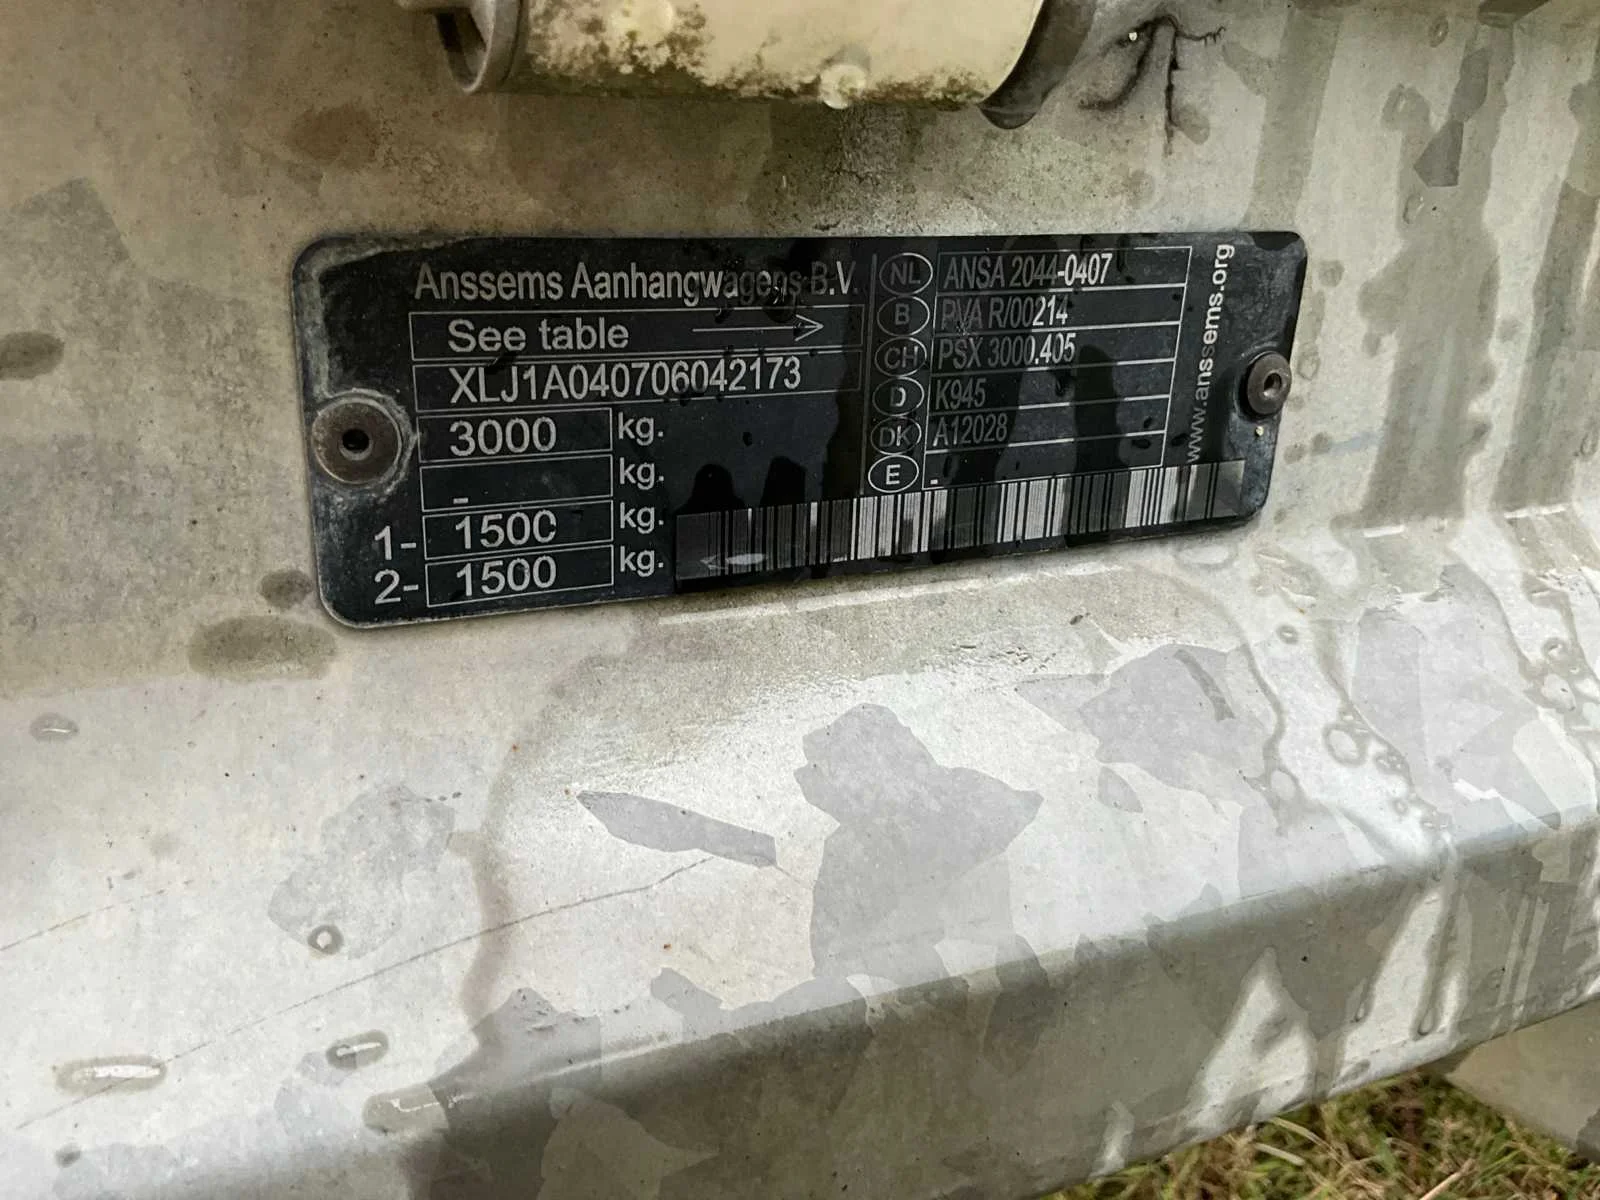 Anssems Aanhangwagens B.V.
See table
XLJ1A040706042173
3000 kg.
- kg.
1- 1500 kg.
2- 1500 kg.
NL ANSA 2044-0407
B PVA R/00214
CH PSX 3000.405
D K945
DK A12028
E -
www.anssems.org